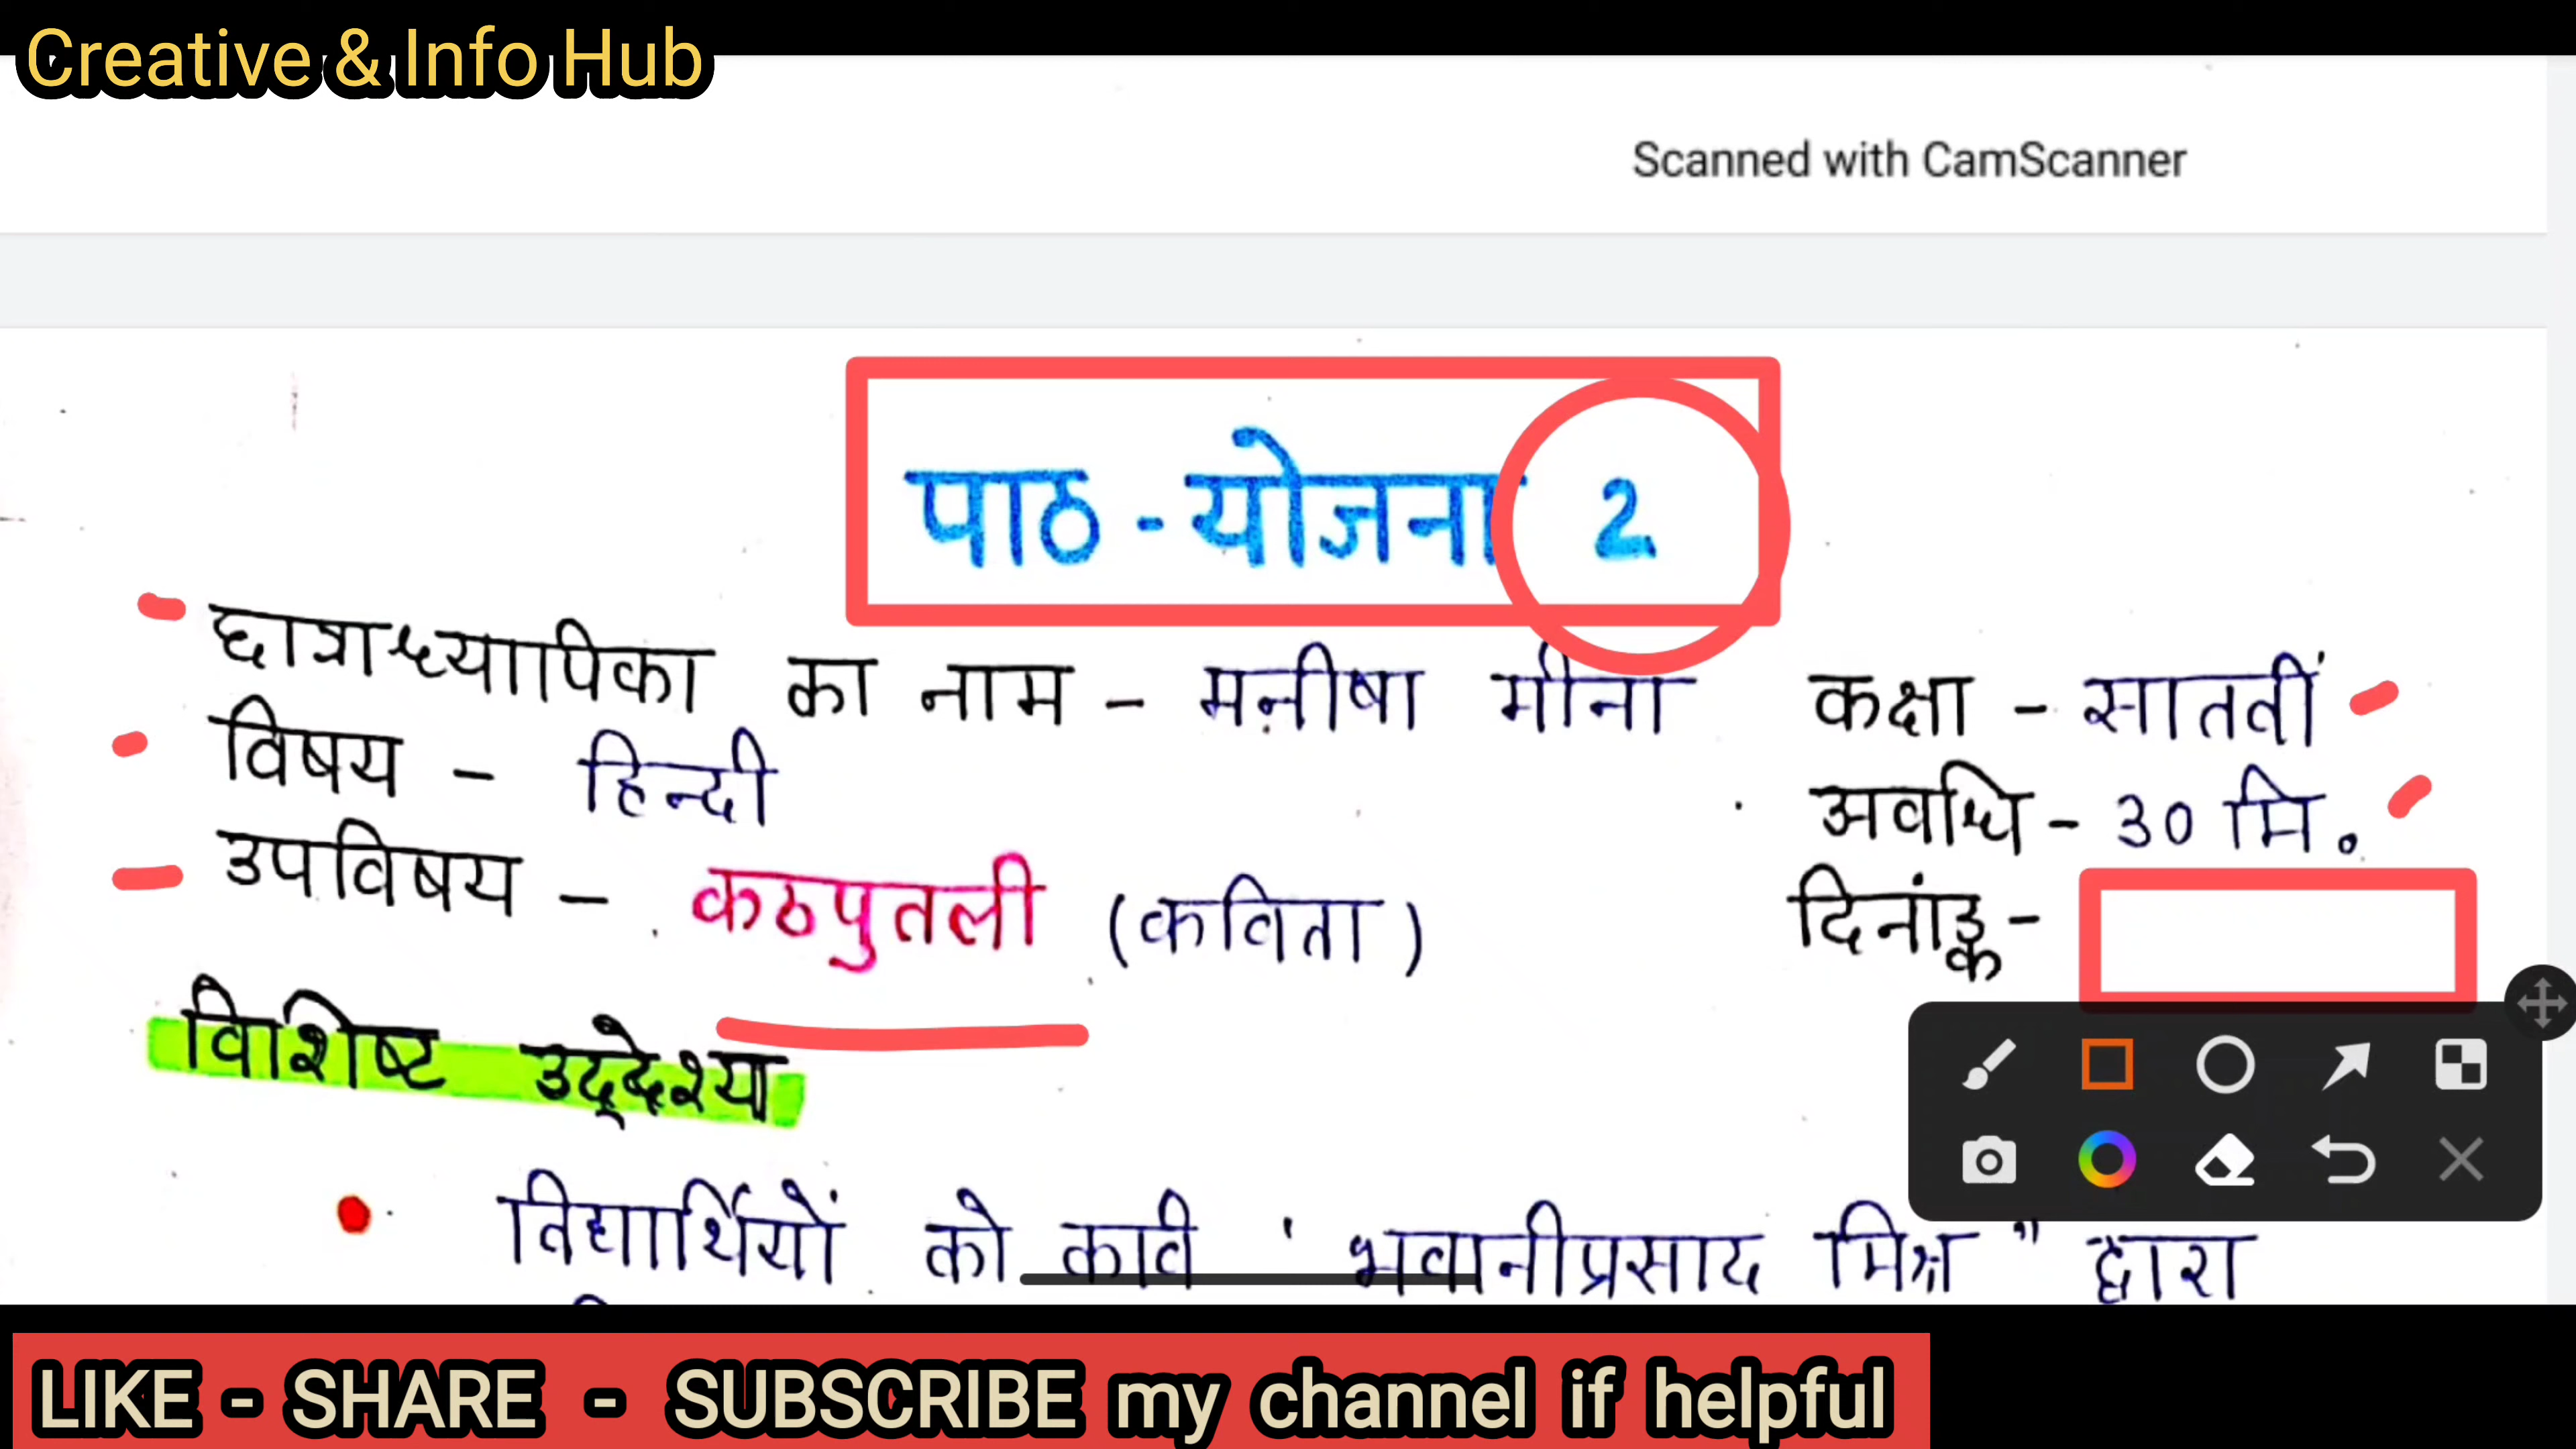 Creative & Info Hub
Scanned with CamScanner
पाठ - योजना 2
छात्राध्यापिका का नाम - मनीषा मीना कक्षा - सातवीं
विषय - हिन्दी अवधि - 30 मि.
उपविषय - कठपुतली (कविता) दिनांङ्क -
विशिष्ट उद्देश्य
• विद्यार्थियों को कवि ' भवानीप्रसाद मिश्र " द्वारा
LIKE - SHARE - SUBSCRIBE my channel if helpful